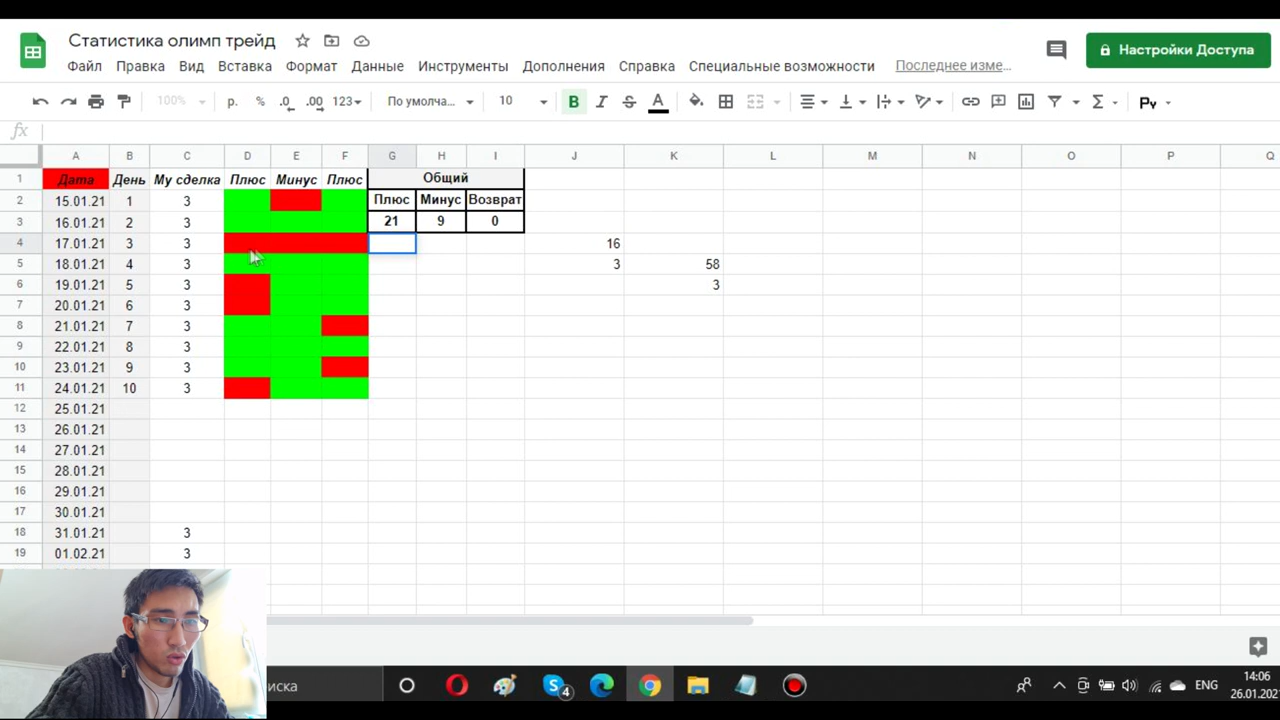 Статистика олимп трейд
Файл Правка Вид Вставка Формат Данные Инструменты Дополнения Справка Специальные возможности Последнее изме...
Настройки Доступа
100% р. % .0 .00 123 По умолча... 10 B I S A Σ Ру
fx
A B C D E F G H I J K L M N O P Q
1 Дата День Му сделка Плюс Минус Плюс Общий
2 15.01.21 1 3 Плюс Минус Возврат
3 16.01.21 2 3 21 9 0
4 17.01.21 3 3 16
5 18.01.21 4 3 3 58
6 19.01.21 5 3 3
7 20.01.21 6 3
8 21.01.21 7 3
9 22.01.21 8 3
10 23.01.21 9 3
11 24.01.21 10 3
12 25.01.21
13 26.01.21
14 27.01.21
15 28.01.21
16 29.01.21
17 30.01.21
18 31.01.21 3
19 01.02.21 3
иска
4
ENG
14:06
26.01.202